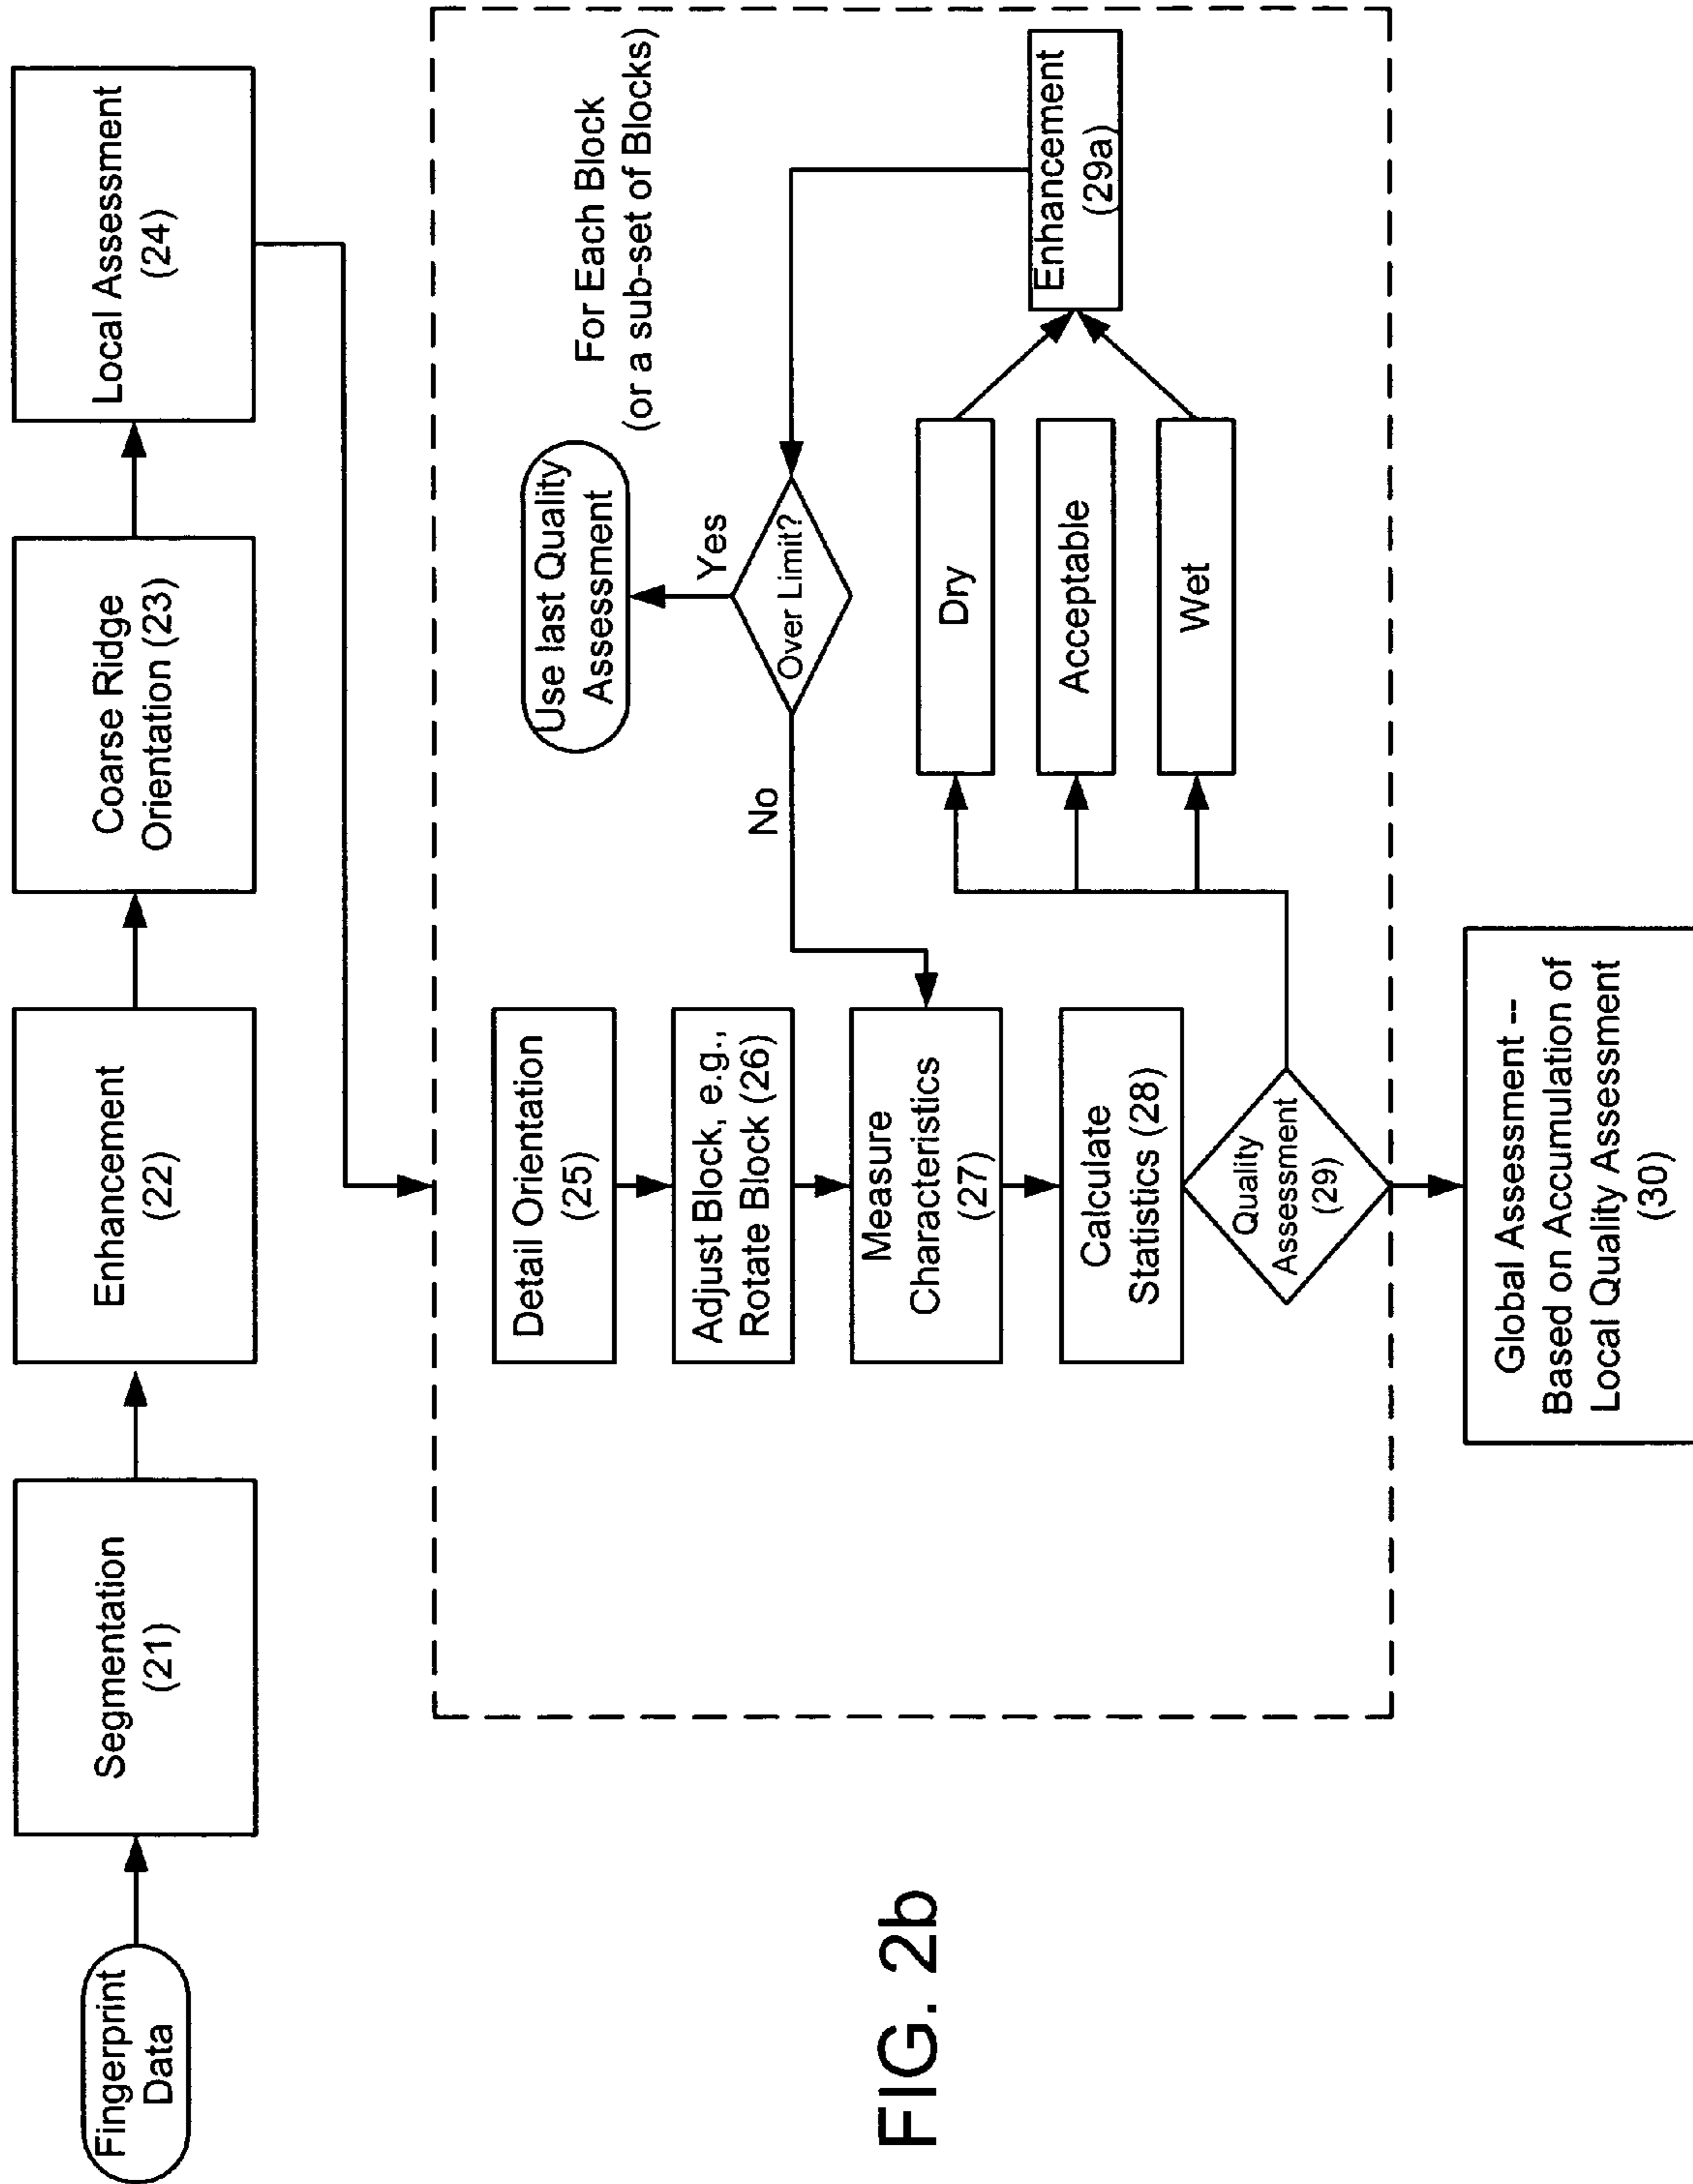 Fingerprint
Data
Segmentation
(21)
Enhancement
(22)
Coarse Ridge
Orientation (23)
Local Assessment
(24)
For Each Block
(or a sub-set of Blocks)
Detail Orientation
(25)
Adjust Block, e.g.,
Rotate Block (26)
Measure
Characteristics
(27)
Calculate
Statistics (28)
Quality
Assessment
(29)
Use last Quality
Assessment
Yes
Over Limit?
No
Dry
Acceptable
Wet
Enhancement
(29a)
Global Assessment --
Based on Accumulation of
Local Quality Assessment
(30)
FIG. 2b